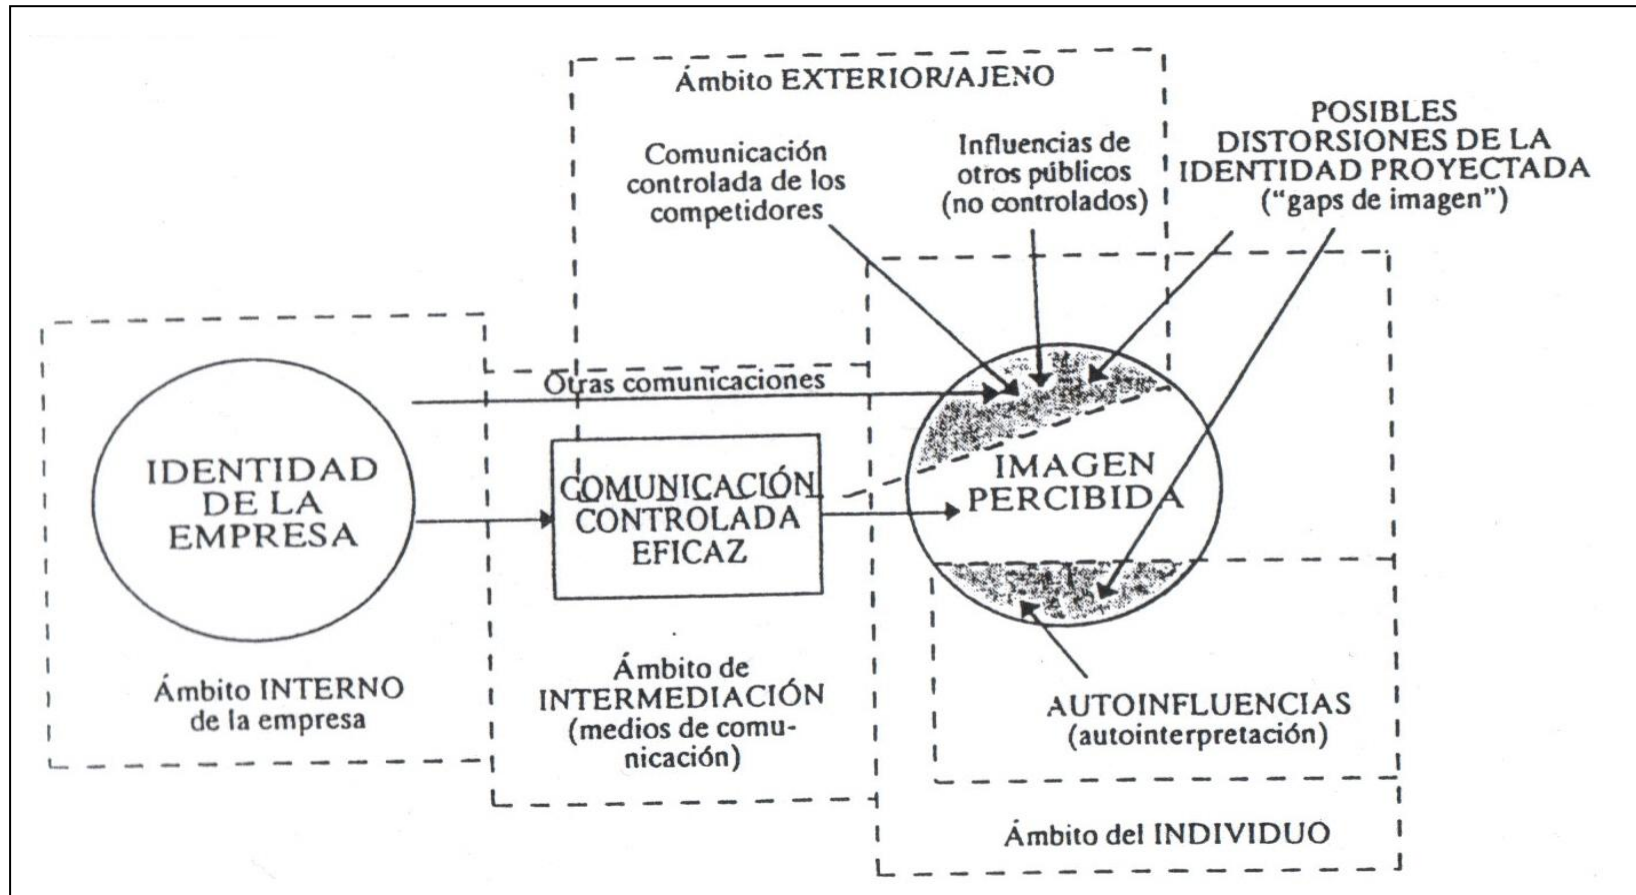 Ámbito EXTERIOR/AJENO
Comunicación
controlada de los
competidores
Influencias de
otros públicos
(no controlados)
POSIBLES
DISTORSIONES DE LA
IDENTIDAD PROYECTADA
(“gaps de imagen”)
Otras comunicaciones
IDENTIDAD
DE LA
EMPRESA
COMUNICACIÓN
CONTROLADA
EFICAZ
IMAGEN
PERCIBIDA
Ámbito INTERNO
de la empresa
Ámbito de
INTERMEDIACIÓN
(medios de comu-
nicación)
AUTOINFLUENCIAS
(autointerpretación)
Ámbito del INDIVIDUO